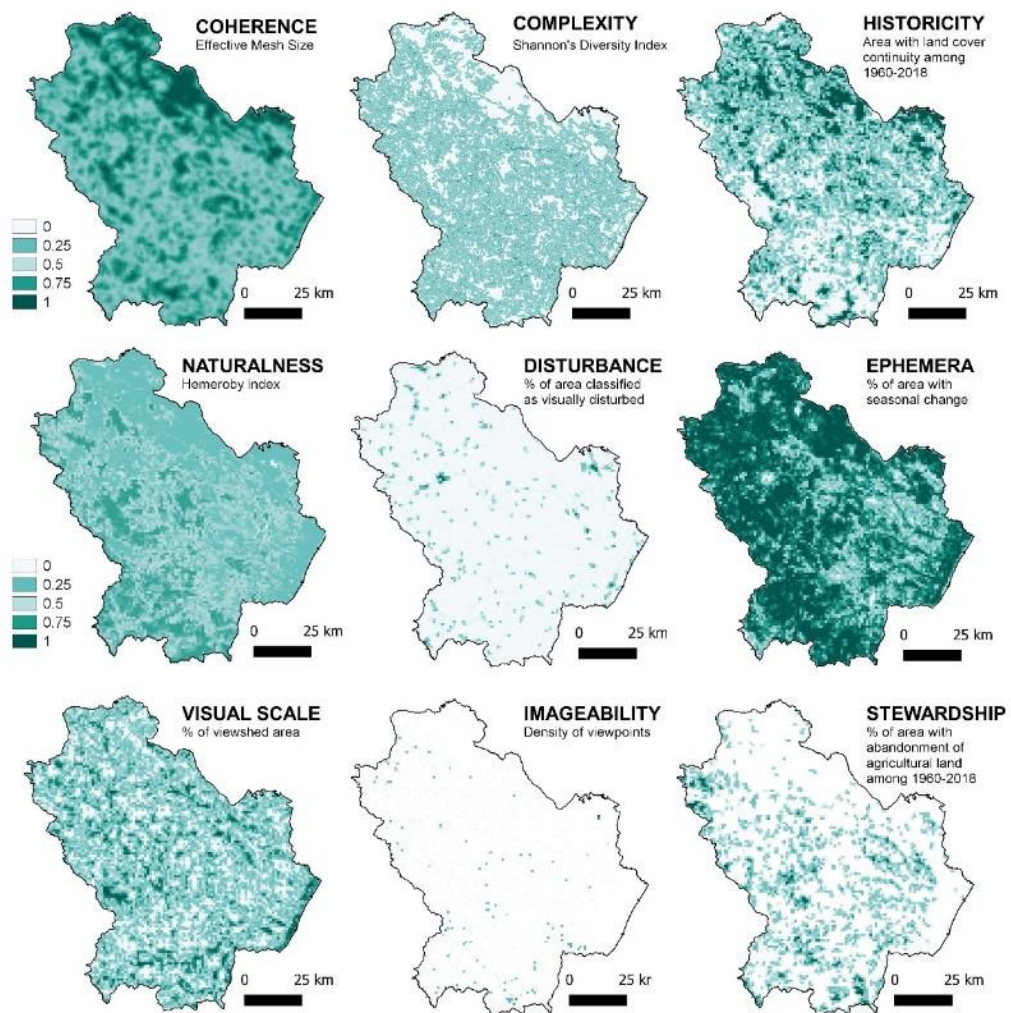 COHERENCE
Effective Mesh Size
0
0.25
0.5
0.75
1
0 25 km
COMPLEXITY
Shannon's Diversity Index
0 25 km
HISTORICITY
Area with land cover
continuity among
1960-2018
0 25 km
NATURALNESS
Hemeroby index
0
0.25
0.5
0.75
1
0 25 km
DISTURBANCE
% of area classified
as visually disturbed
0 25 km
EPHEMERA
% of area with
seasonal change
0 25 km
VISUAL SCALE
% of viewshed area
0 25 km
IMAGEABILITY
Density of viewpoints
0 25 kr
STEWARDSHIP
% of area with
abandonment of
agricultural land
among 1960-2018
0 25 km